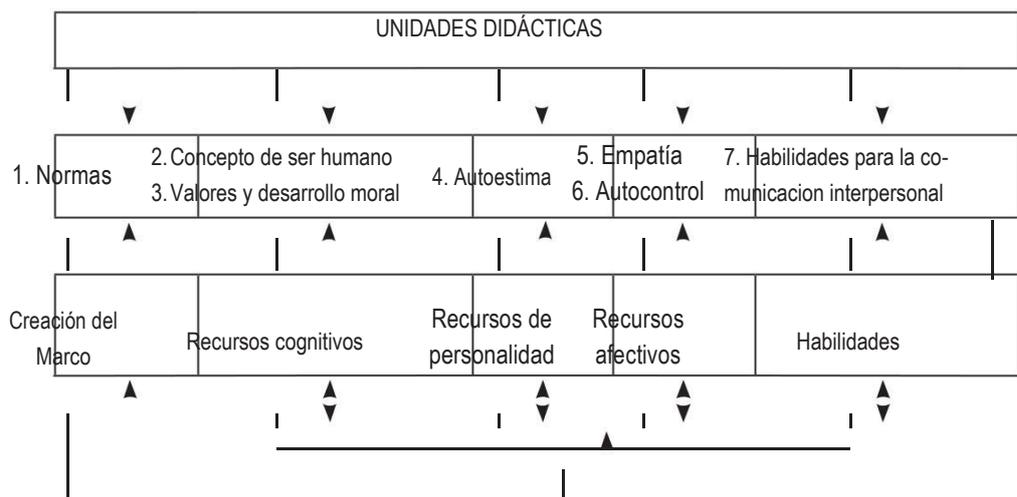 UNIDADES DIDÁCTICAS
1. Normas
2. Concepto de ser humano
3. Valores y desarrollo moral
4. Autoestima
5. Empatía
6. Autocontrol
7. Habilidades para la co-
municacion interpersonal
Creación del
Marco
Recursos cognitivos
Recursos de
personalidad
Recursos
afectivos
Habilidades